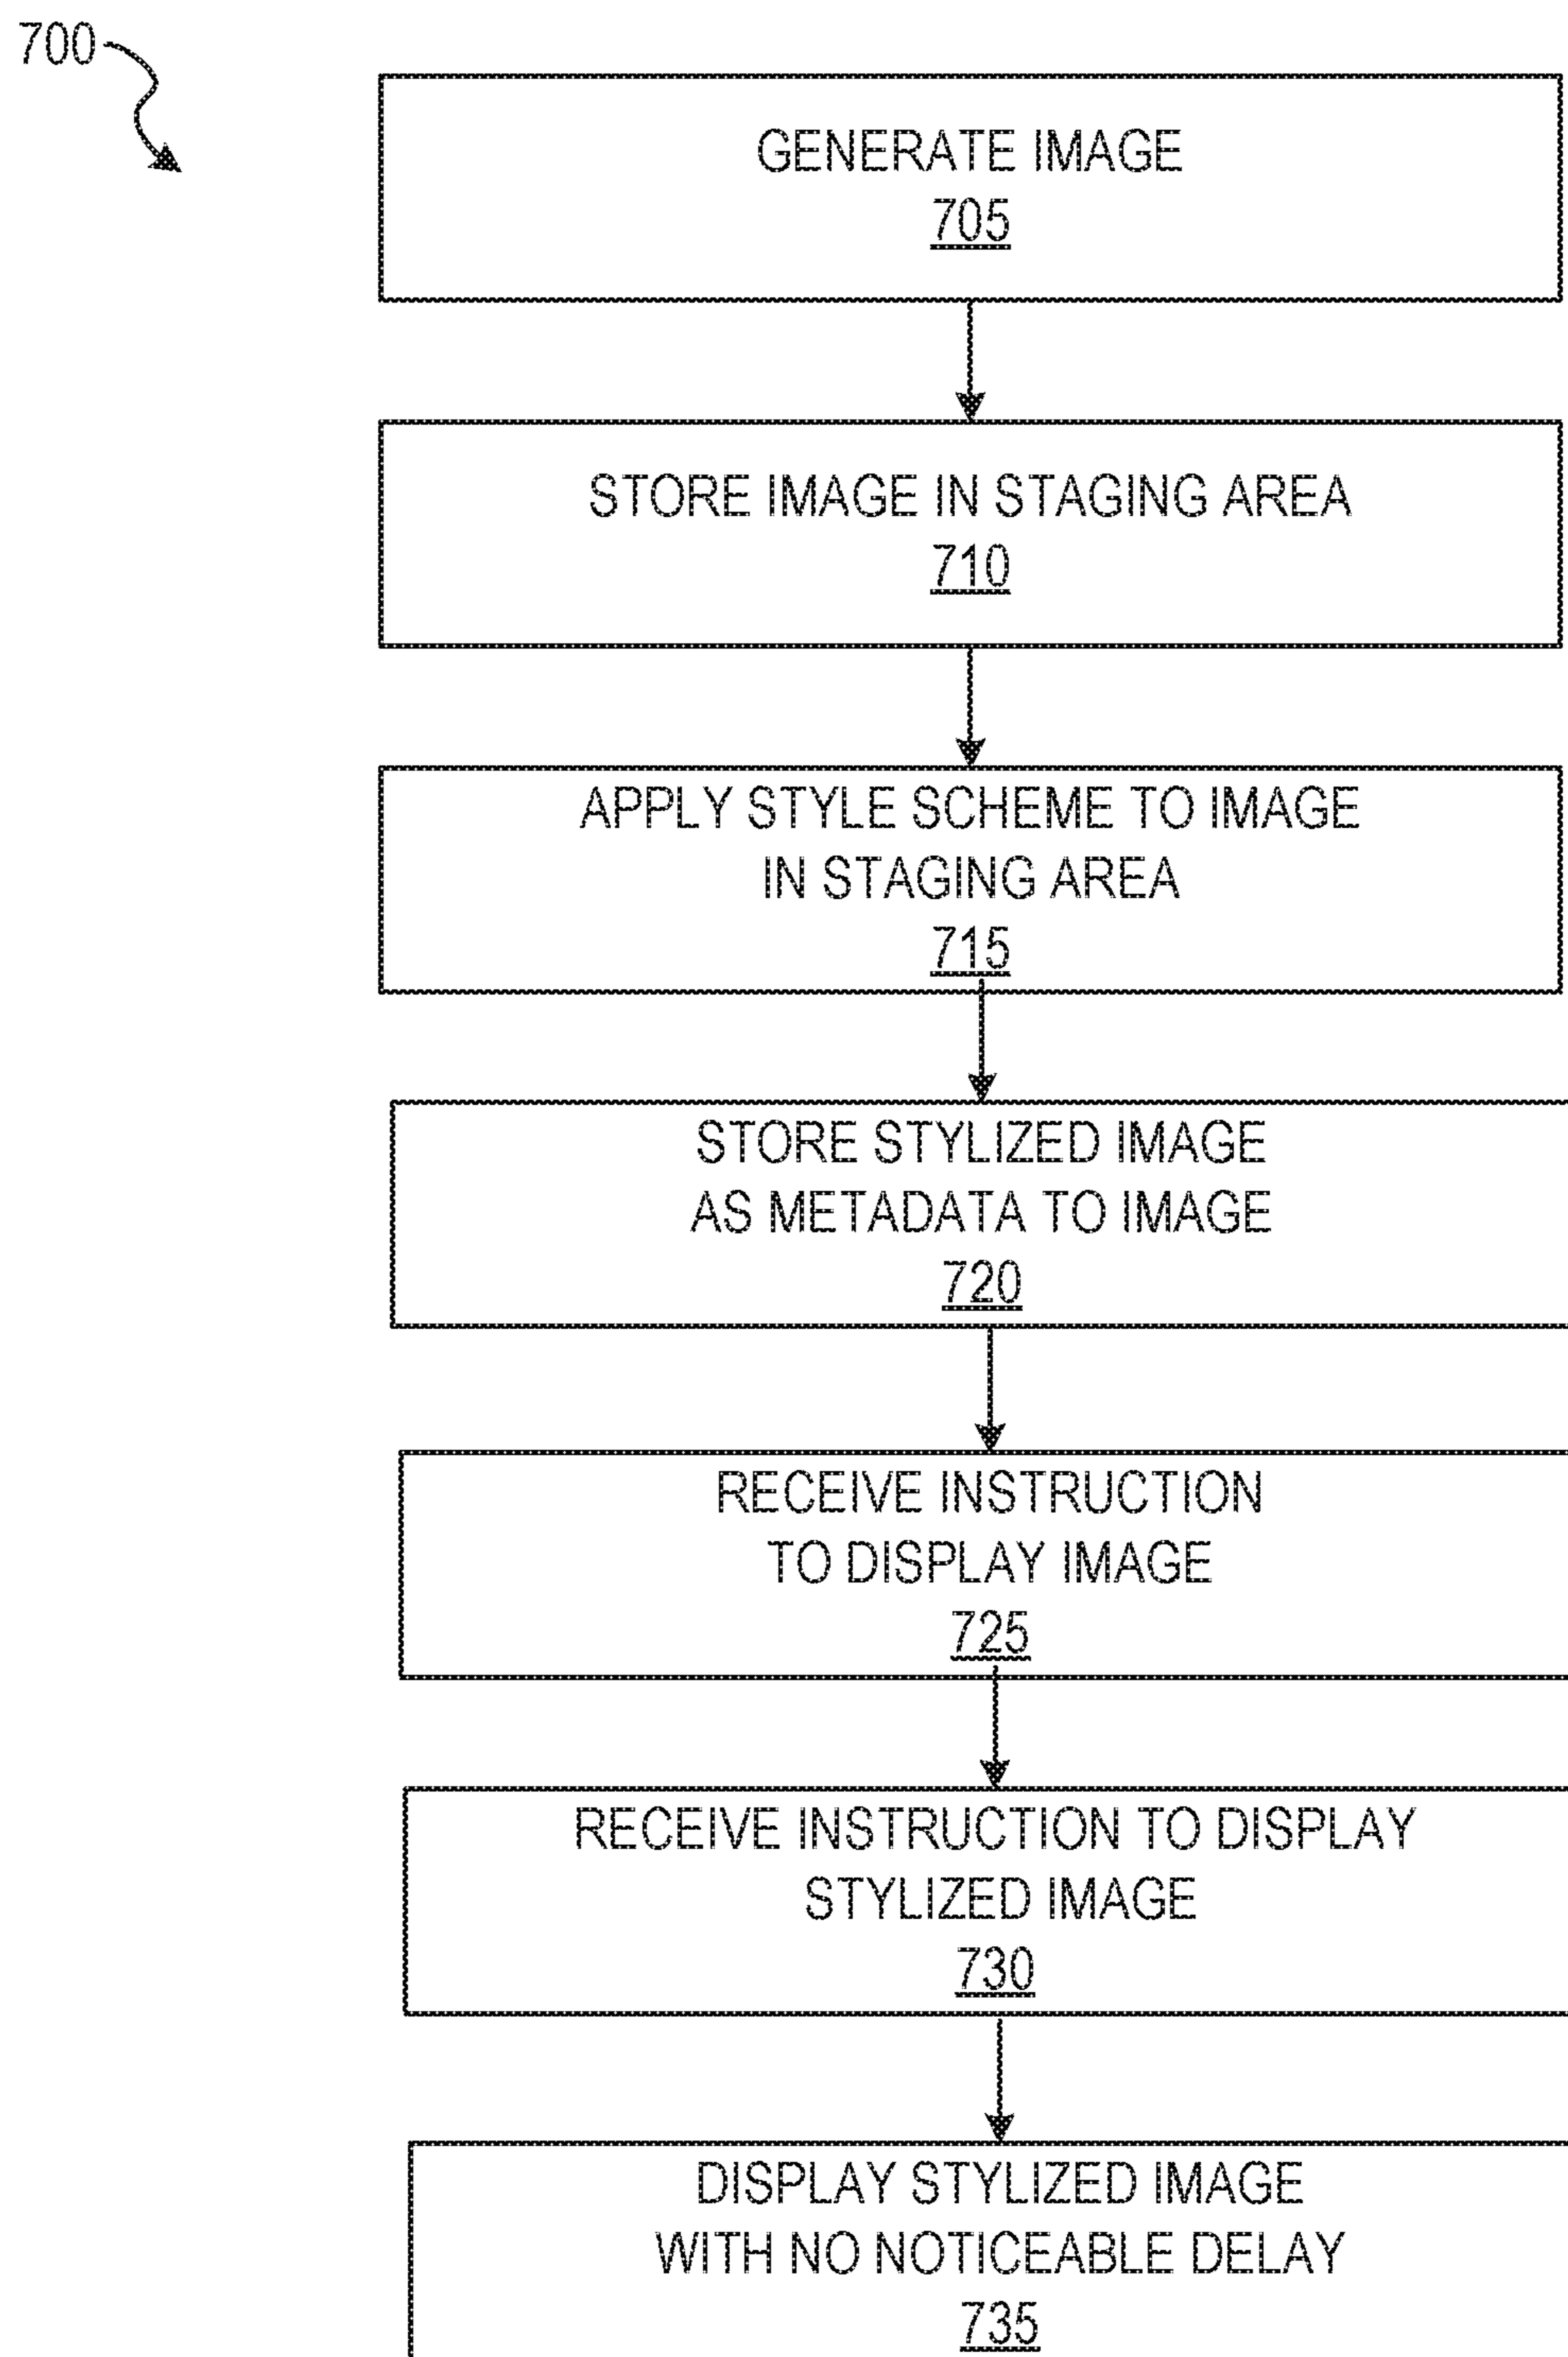 700
GENERATE IMAGE
705
STORE IMAGE IN STAGING AREA
710
APPLY STYLE SCHEME TO IMAGE
IN STAGING AREA
715
STORE STYLIZED IMAGE
AS METADATA TO IMAGE
720
RECEIVE INSTRUCTION
TO DISPLAY IMAGE
725
RECEIVE INSTRUCTION TO DISPLAY
STYLIZED IMAGE
730
DISPLAY STYLIZED IMAGE
WITH NO NOTICEABLE DELAY
735